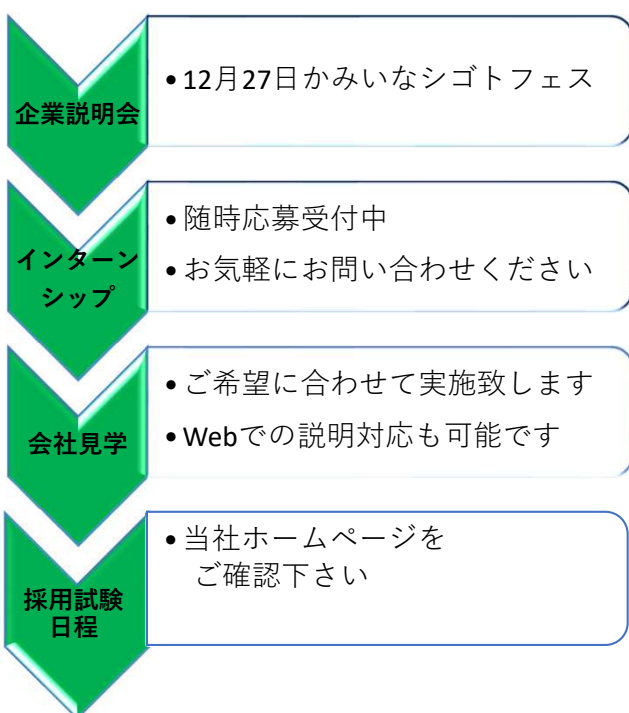 企業説明会
•12月27日かみいなシゴトフェス
インターン
シップ
•随時応募受付中
•お気軽にお問い合わせください
会社見学
•ご希望に合わせて実施致します
•Webでの説明対応も可能です
採用試験
日程
•当社ホームページを
ご確認下さい